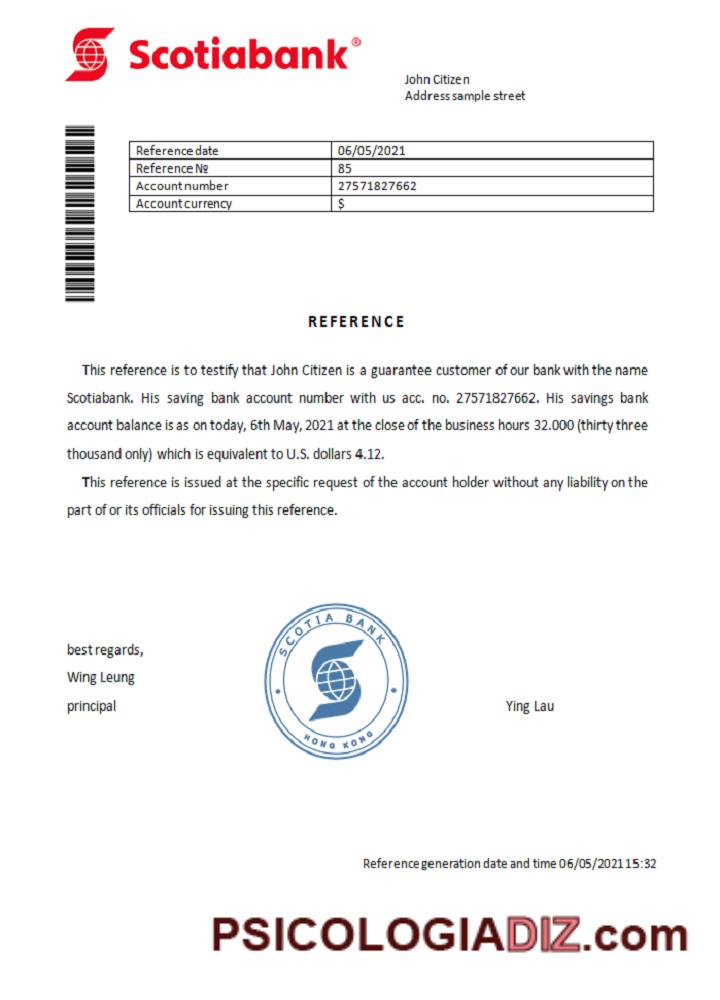 Scotiabank®
John Citizen
Address sample street
Reference date 06/05/2021
Reference № 85
Account number 27571827662
Account currency $
REFERENCE
This reference is to testify that John Citizen is a guarantee customer of our bank with the name
Scotiabank. His saving bank account number with us acc. no. 27571827662. His savings bank
account balance is as on today, 6th May, 2021 at the close of the business hours 32.000 (thirty three
thousand only) which is equivalent to U.S. dollars 4.12.
This reference is issued at the specific request of the account holder without any liability on the
part of or its officials for issuing this reference.
SCOTIA BANK
HONG KONG
best regards,
Wing Leung
principal
Ying Lau
Reference generation date and time 06/05/2021 15:32
PSICOLOGIADIZ.com